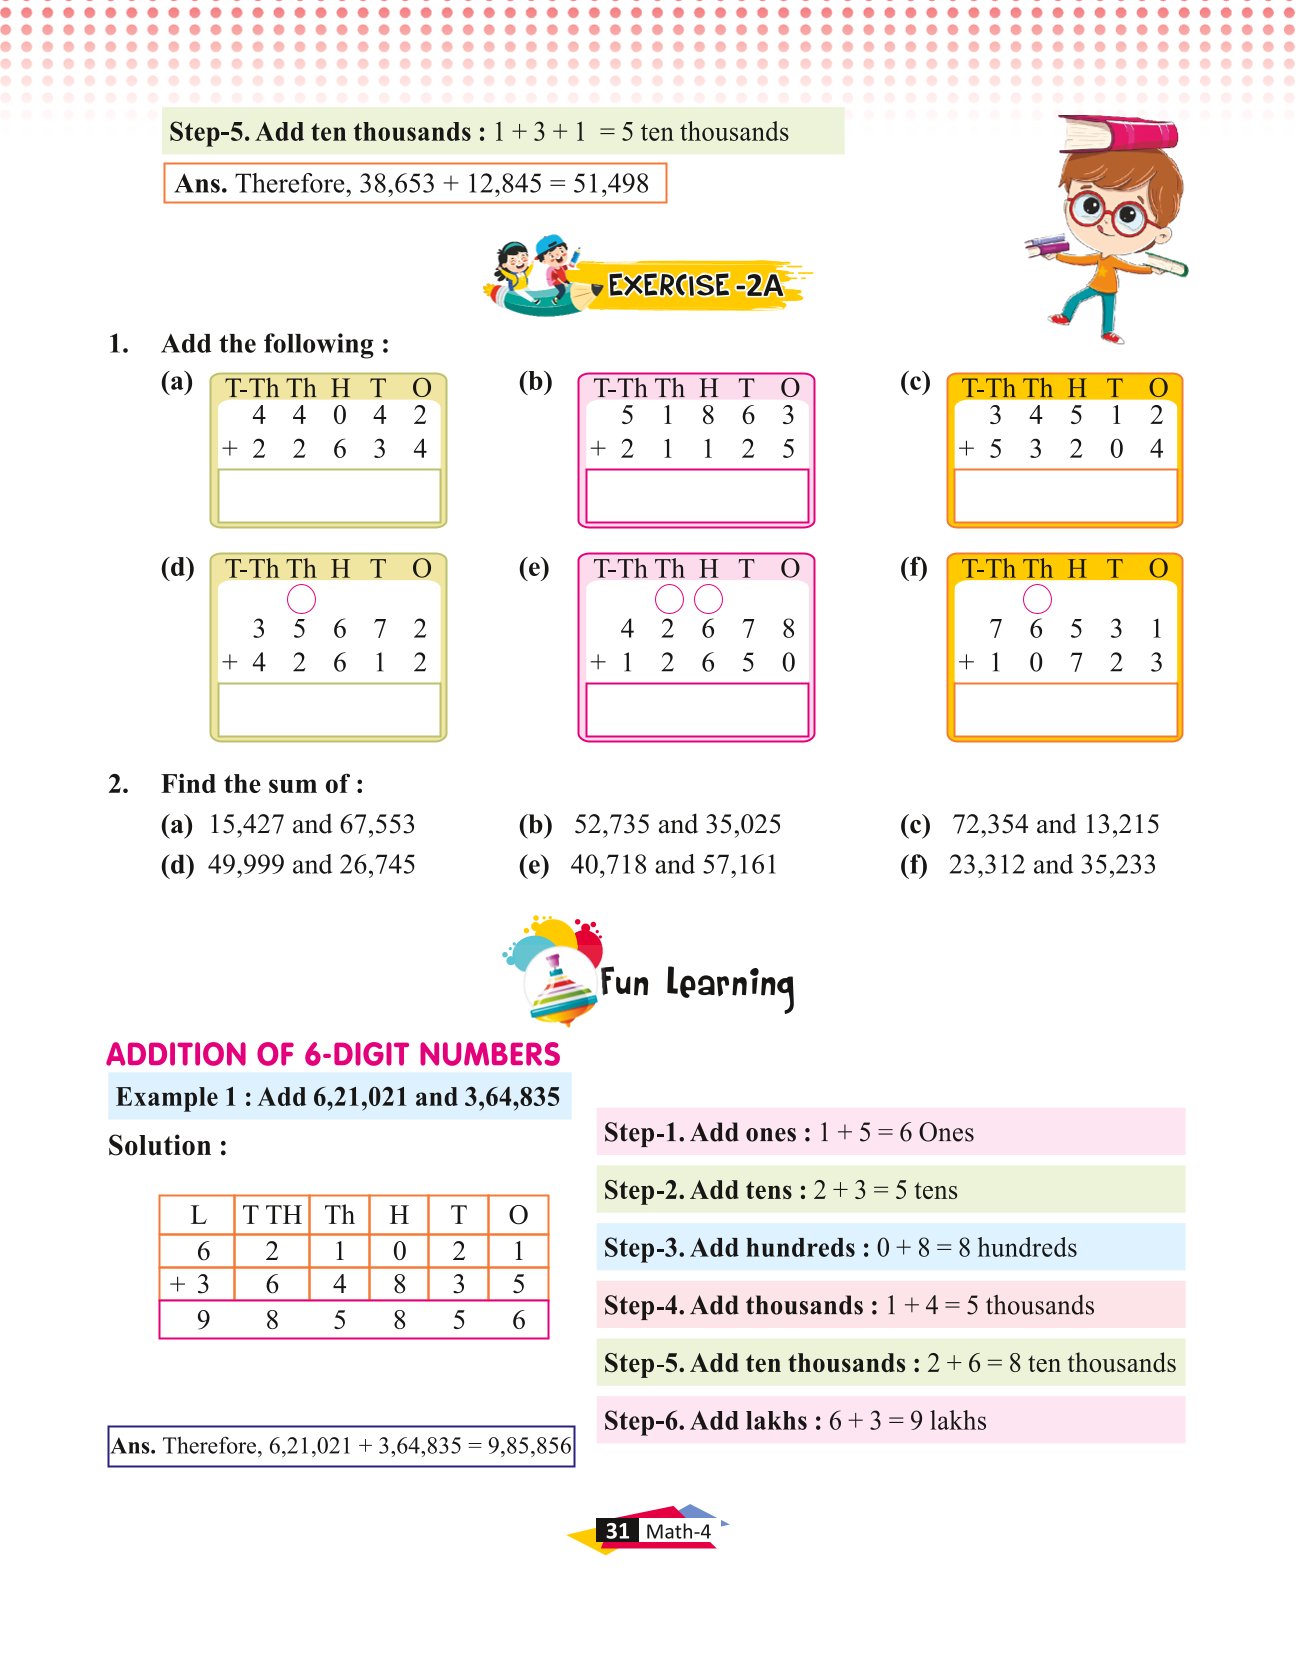 Step-5. Add ten thousands : 1 + 3 + 1 = 5 ten thousands
Ans. Therefore, 38,653 + 12,845 = 51,498
EXERCISE -2A
1. Add the following :
(a) (b) (c)
T-Th Th H T O
4 4 0 4 2
+ 2 2 6 3 4
T-Th Th H T O
5 1 8 6 3
+ 2 1 1 2 5
T-Th Th H T O
3 4 5 1 2
+ 5 3 2 0 4
(d) (e) (f)
T-Th Th H T O
3 5 6 7 2
+ 4 2 6 1 2
T-Th Th H T O
4 2 6 7 8
+ 1 2 6 5 0
T-Th Th H T O
7 6 5 3 1
+ 1 0 7 2 3
2. Find the sum of :
(a) 15,427 and 67,553 (b) 52,735 and 35,025 (c) 72,354 and 13,215
(d) 49,999 and 26,745 (e) 40,718 and 57,161 (f) 23,312 and 35,233
Fun Learning
ADDITION OF 6-DIGIT NUMBERS
Example 1 : Add 6,21,021 and 3,64,835
Solution :
L T TH Th H T O
6 2 1 0 2 1
+ 3 6 4 8 3 5
9 8 5 8 5 6
Ans. Therefore, 6,21,021 + 3,64,835 = 9,85,856
Step-1. Add ones : 1 + 5 = 6 Ones
Step-2. Add tens : 2 + 3 = 5 tens
Step-3. Add hundreds : 0 + 8 = 8 hundreds
Step-4. Add thousands : 1 + 4 = 5 thousands
Step-5. Add ten thousands : 2 + 6 = 8 ten thousands
Step-6. Add lakhs : 6 + 3 = 9 lakhs
31 Math-4